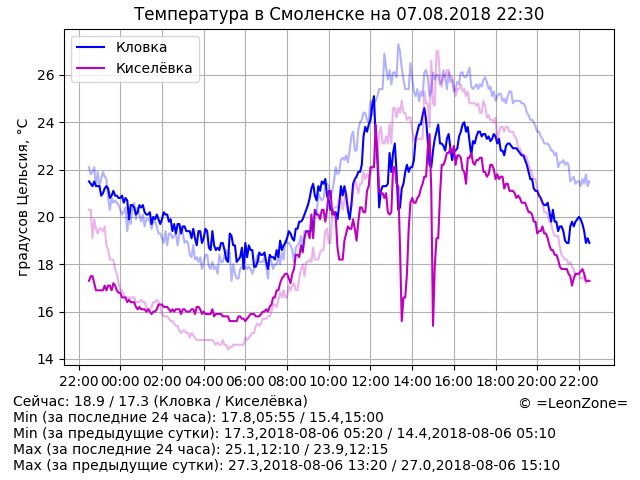 Температура в Смоленске на 07.08.2018 22:30
Кловка
Киселёвка
градусов Цельсия, °C
26
24
22
20
18
16
14
22:00 00:00 02:00 04:00 06:00 08:00 10:00 12:00 14:00 16:00 18:00 20:00 22:00
Сейчас: 18.9 / 17.3 (Кловка / Киселёвка)
© =LeonZone=
Min (за последние 24 часа): 17.8,05:55 / 15.4,15:00
Min (за предыдущие сутки): 17.3,2018-08-06 05:20 / 14.4,2018-08-06 05:10
Max (за последние 24 часа): 25.1,12:10 / 23.9,12:15
Max (за предыдущие сутки): 27.3,2018-08-06 13:20 / 27.0,2018-08-06 15:10